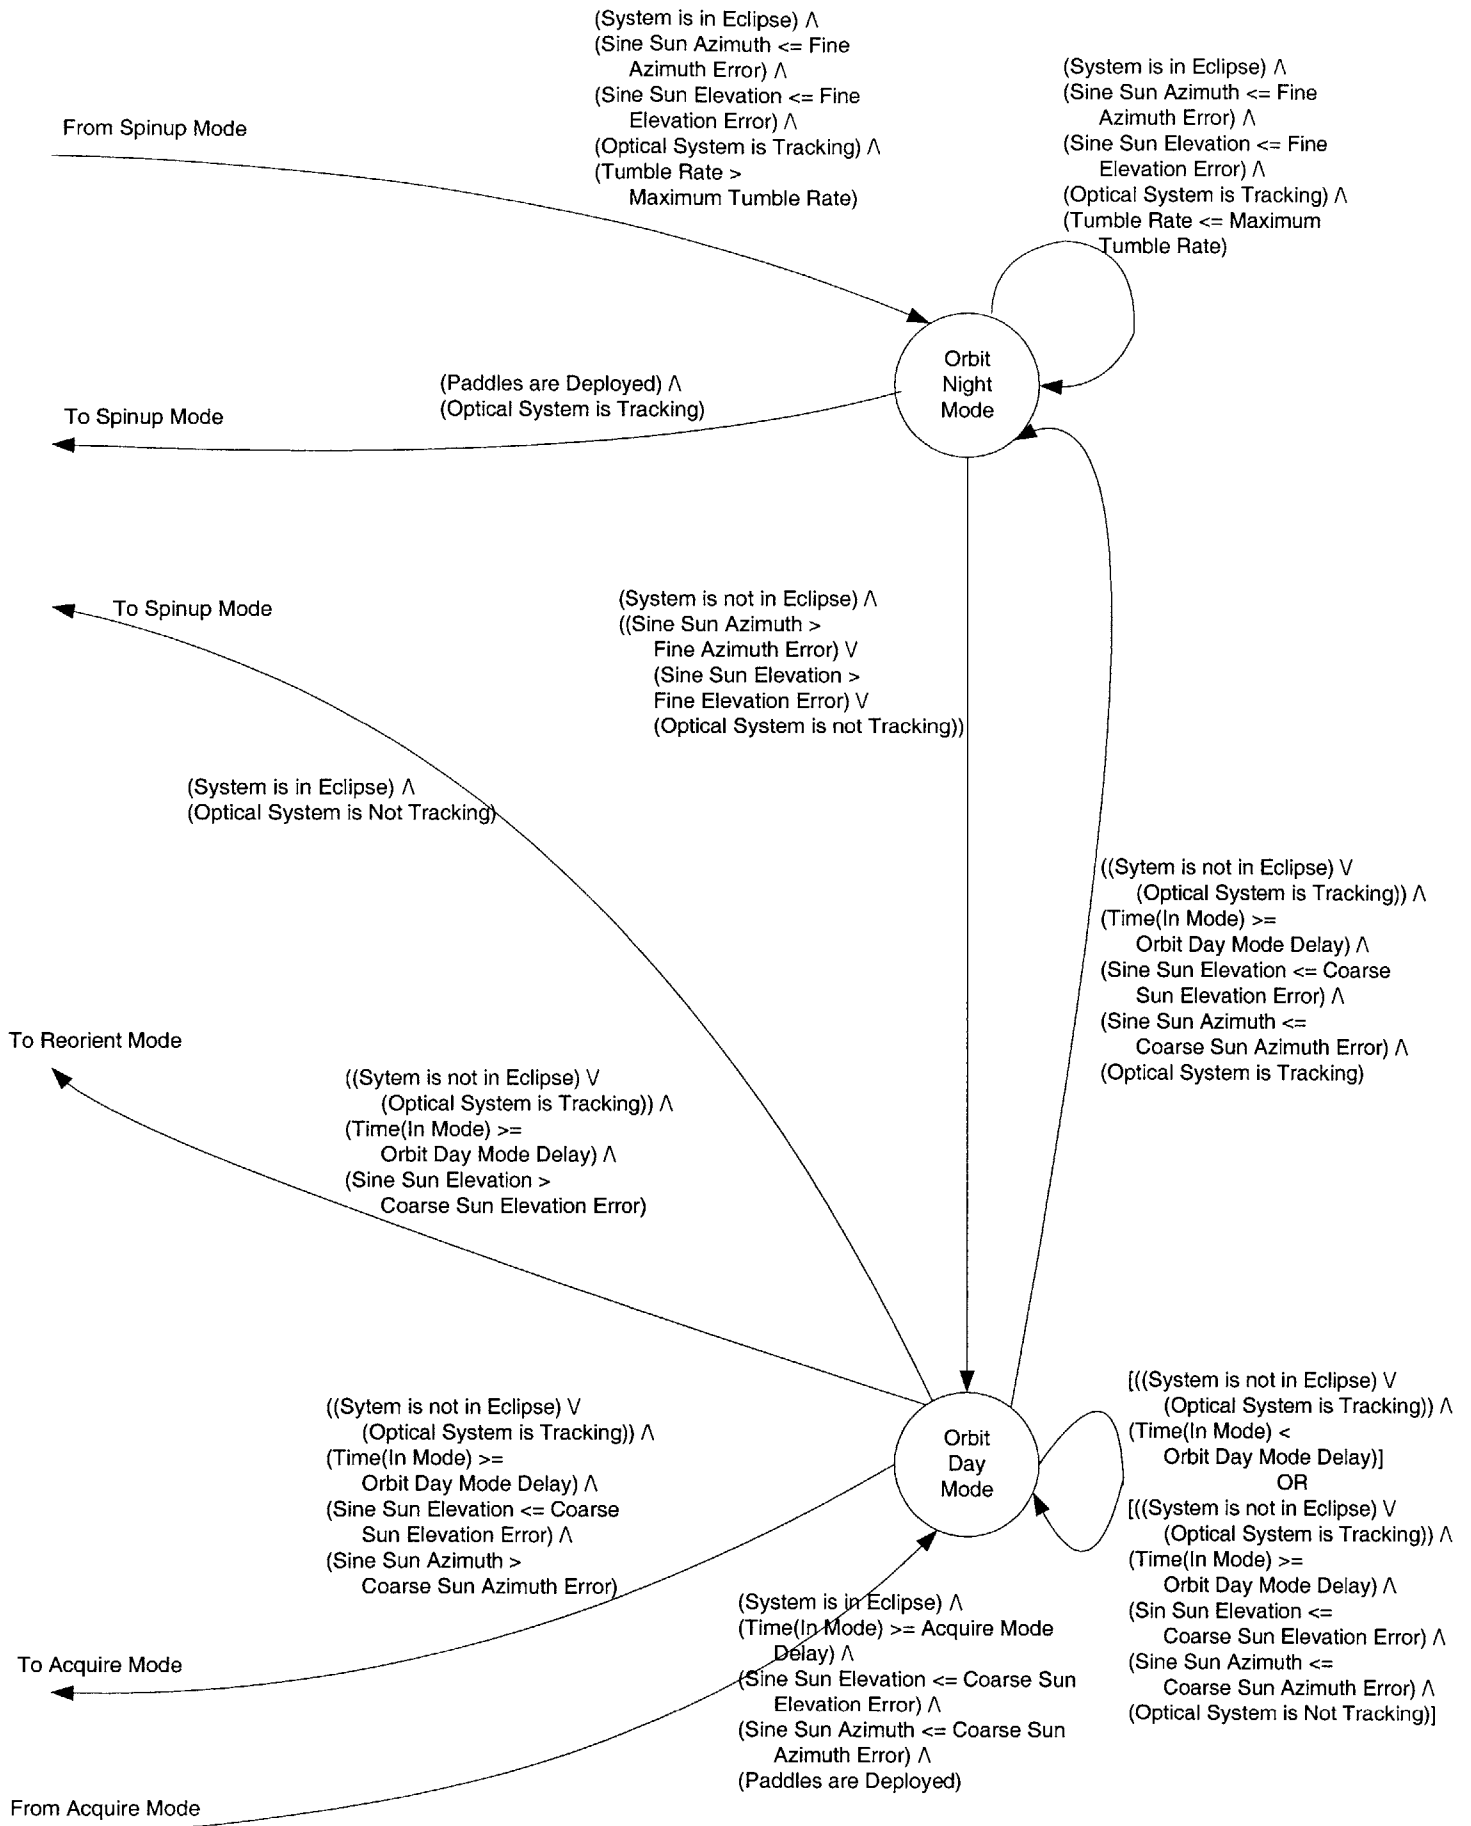 (System is in Eclipse) Λ
(Sine Sun Azimuth <= Fine
Azimuth Error) Λ
(Sine Sun Elevation <= Fine
Elevation Error) Λ
(Optical System is Tracking) Λ
(Tumble Rate >
Maximum Tumble Rate)
(System is in Eclipse) Λ
(Sine Sun Azimuth <= Fine
Azimuth Error) Λ
(Sine Sun Elevation <= Fine
Elevation Error) Λ
(Optical System is Tracking) Λ
(Tumble Rate <= Maximum
Tumble Rate)
From Spinup Mode
Orbit
Night
Mode
(Paddles are Deployed) Λ
(Optical System is Tracking)
To Spinup Mode
To Spinup Mode
(System is not in Eclipse) Λ
((Sine Sun Azimuth >
Fine Azimuth Error) V
(Sine Sun Elevation >
Fine Elevation Error) V
(Optical System is not Tracking))
(System is in Eclipse) Λ
(Optical System is Not Tracking)
((Sytem is not in Eclipse) V
(Optical System is Tracking)) Λ
(Time(In Mode) >=
Orbit Day Mode Delay) Λ
(Sine Sun Elevation <= Coarse
Sun Elevation Error) Λ
(Sine Sun Azimuth <=
Coarse Sun Azimuth Error) Λ
(Optical System is Tracking)
To Reorient Mode
((Sytem is not in Eclipse) V
(Optical System is Tracking)) Λ
(Time(In Mode) >=
Orbit Day Mode Delay) Λ
(Sine Sun Elevation >
Coarse Sun Elevation Error)
((Sytem is not in Eclipse) V
(Optical System is Tracking)) Λ
(Time(In Mode) >=
Orbit Day Mode Delay) Λ
(Sine Sun Elevation <= Coarse
Sun Elevation Error) Λ
(Sine Sun Azimuth >
Coarse Sun Azimuth Error)
Orbit
Day
Mode
[((System is not in Eclipse) V
(Optical System is Tracking)) Λ
(Time(In Mode) <
Orbit Day Mode Delay)]
OR
[((System is not in Eclipse) V
(Optical System is Tracking)) Λ
(Time(In Mode) >=
Orbit Day Mode Delay) Λ
(Sin Sun Elevation <=
Coarse Sun Elevation Error) Λ
(Sine Sun Azimuth <=
Coarse Sun Azimuth Error) Λ
(Optical System is Not Tracking)]
To Acquire Mode
(System is in Eclipse) Λ
(Time(In Mode) >= Acquire Mode
Delay) Λ
(Sine Sun Elevation <= Coarse Sun
Elevation Error) Λ
(Sine Sun Azimuth <= Coarse Sun
Azimuth Error) Λ
(Paddles are Deployed)
From Acquire Mode